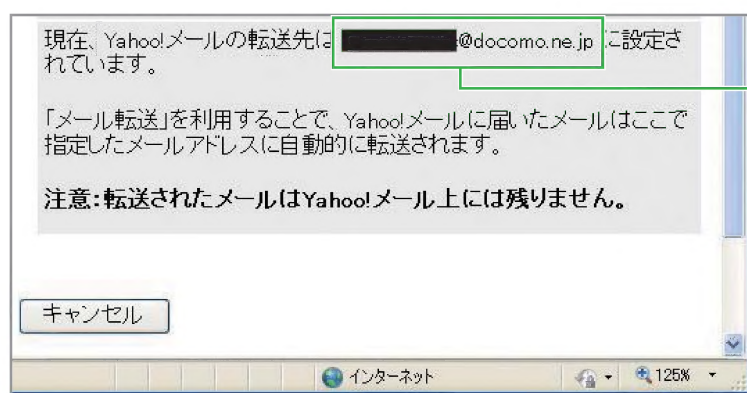 現在、Yahoo!メールの転送先は @docomo.ne.jp に設定さ
れています。
「メール転送」を利用することで、Yahoo!メールに届いたメールはここで
指定したメールアドレスに自動的に転送されます。
注意:転送されたメールはYahoo!メール上には残りません。
キャンセル
インターネット 125%